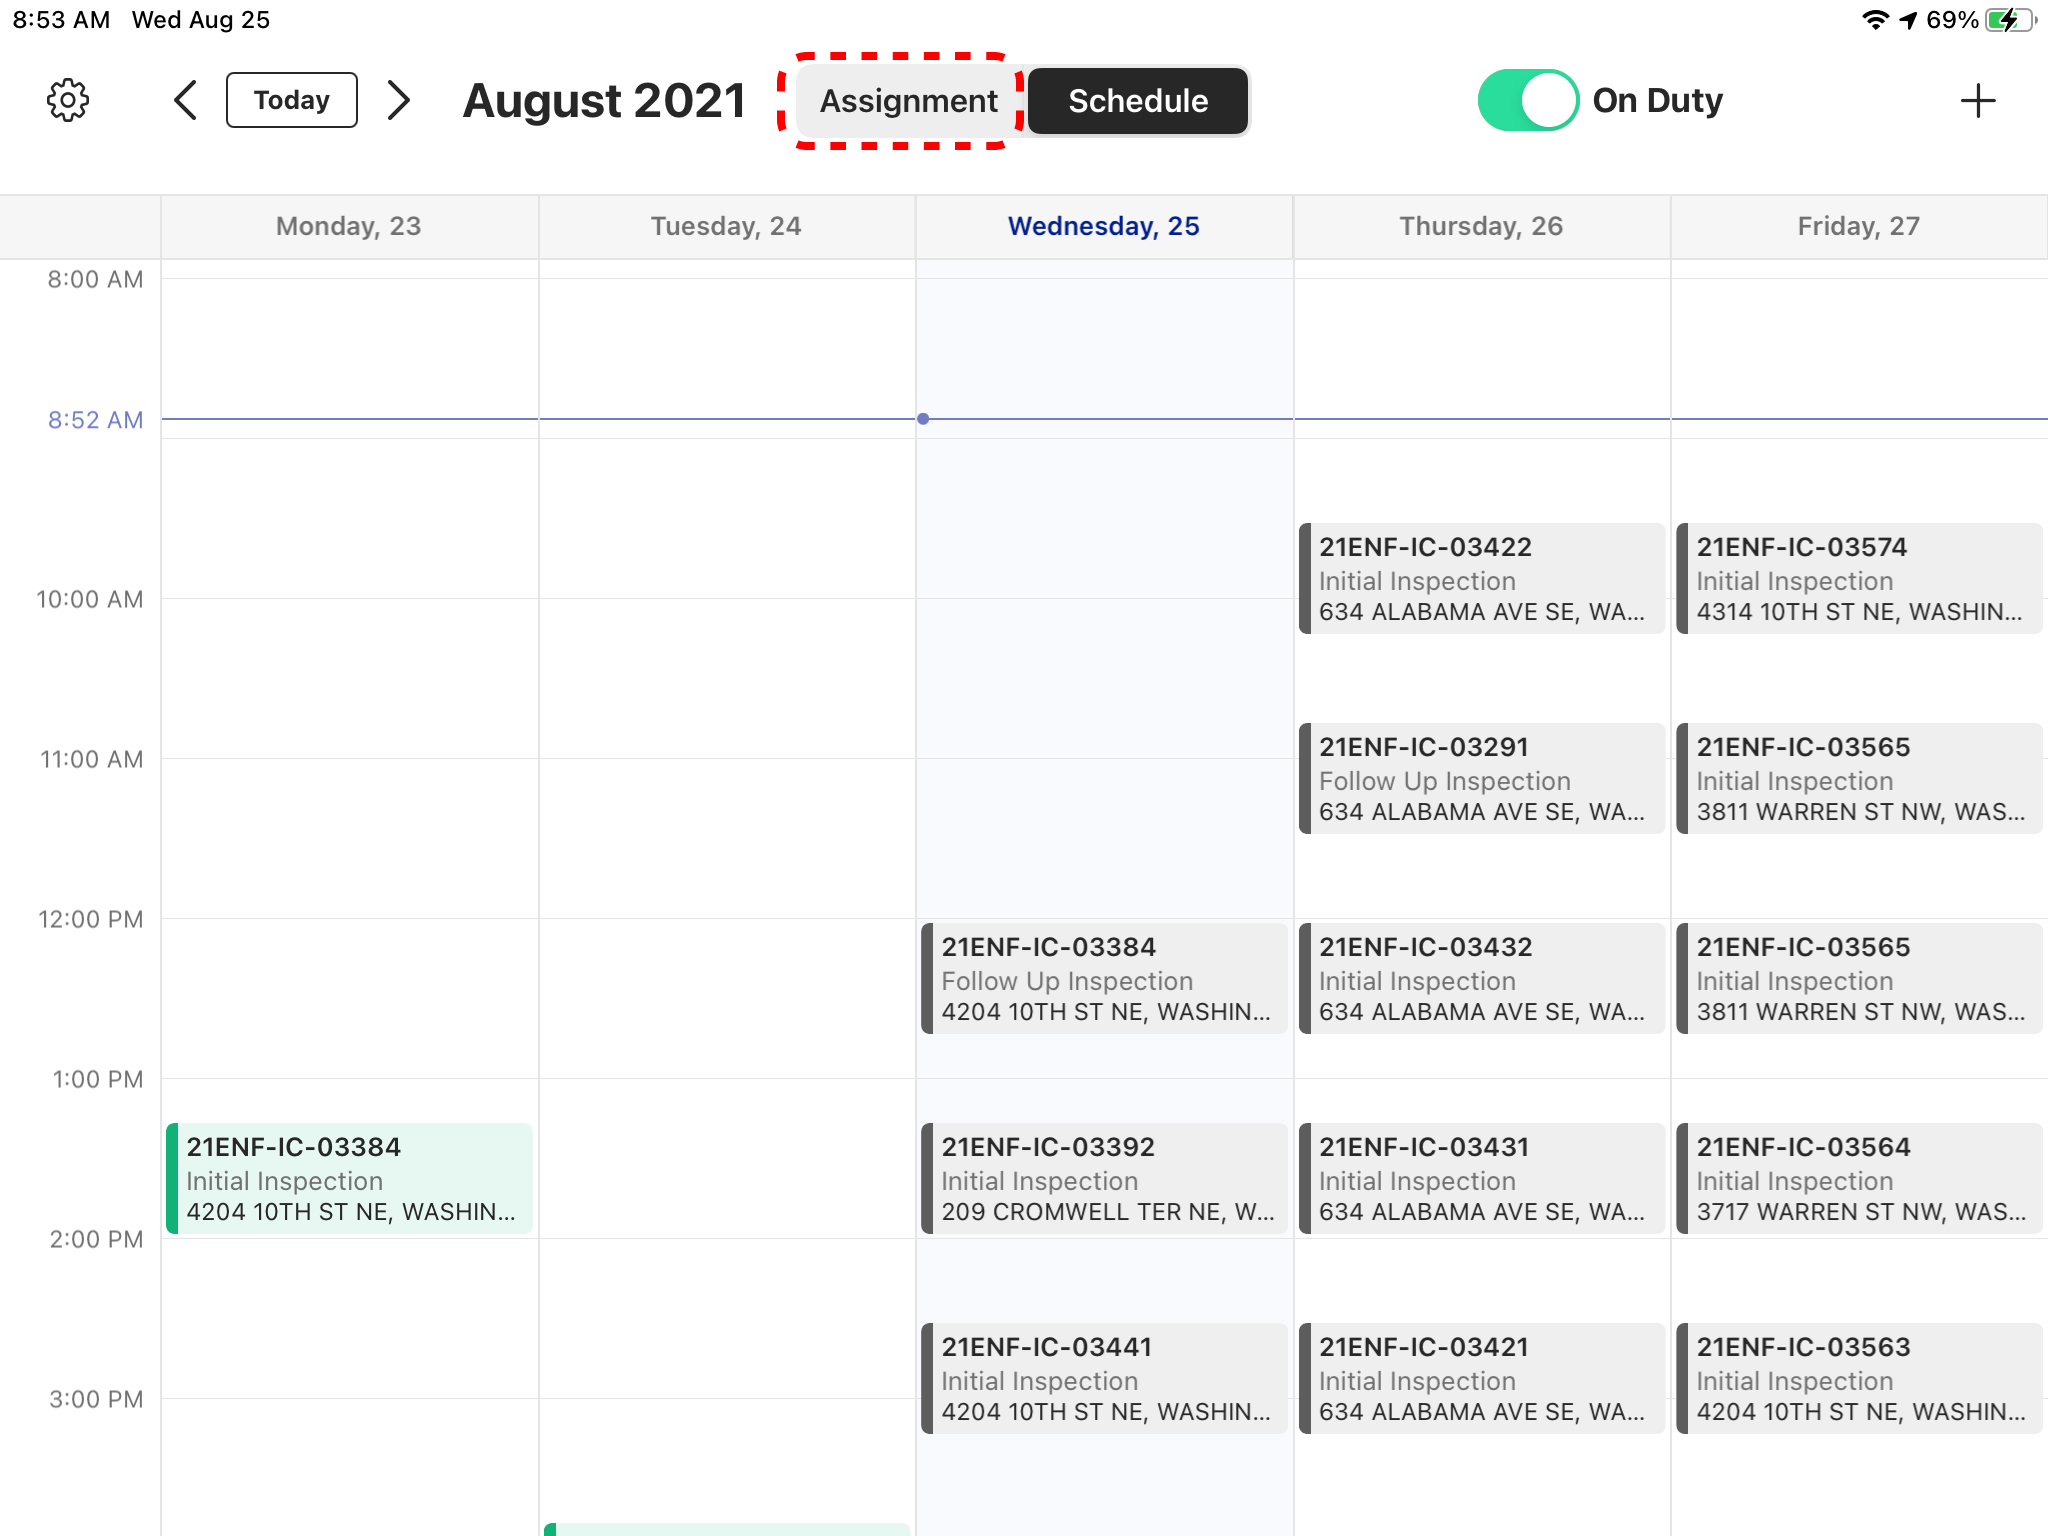 8:53 AM Wed Aug 25
69%
Today
August 2021
Assignment
Schedule
On Duty
Monday, 23
Tuesday, 24
Wednesday, 25
Thursday, 26
Friday, 27
8:00 AM
8:52 AM
10:00 AM
21ENF-IC-03422
Initial Inspection
634 ALABAMA AVE SE, WA...
21ENF-IC-03574
Initial Inspection
4314 10TH ST NE, WASHIN...
11:00 AM
21ENF-IC-03291
Follow Up Inspection
634 ALABAMA AVE SE, WA...
21ENF-IC-03565
Initial Inspection
3811 WARREN ST NW, WAS...
12:00 PM
21ENF-IC-03384
Follow Up Inspection
4204 10TH ST NE, WASHIN...
21ENF-IC-03432
Initial Inspection
634 ALABAMA AVE SE, WA...
21ENF-IC-03565
Initial Inspection
3811 WARREN ST NW, WAS...
1:00 PM
21ENF-IC-03384
Initial Inspection
4204 10TH ST NE, WASHIN...
21ENF-IC-03392
Initial Inspection
209 CROMWELL TER NE, W...
21ENF-IC-03431
Initial Inspection
634 ALABAMA AVE SE, WA...
21ENF-IC-03564
Initial Inspection
3717 WARREN ST NW, WAS...
2:00 PM
21ENF-IC-03441
Initial Inspection
4204 10TH ST NE, WASHIN...
21ENF-IC-03421
Initial Inspection
634 ALABAMA AVE SE, WA...
21ENF-IC-03563
Initial Inspection
4204 10TH ST NE, WASHIN...
3:00 PM